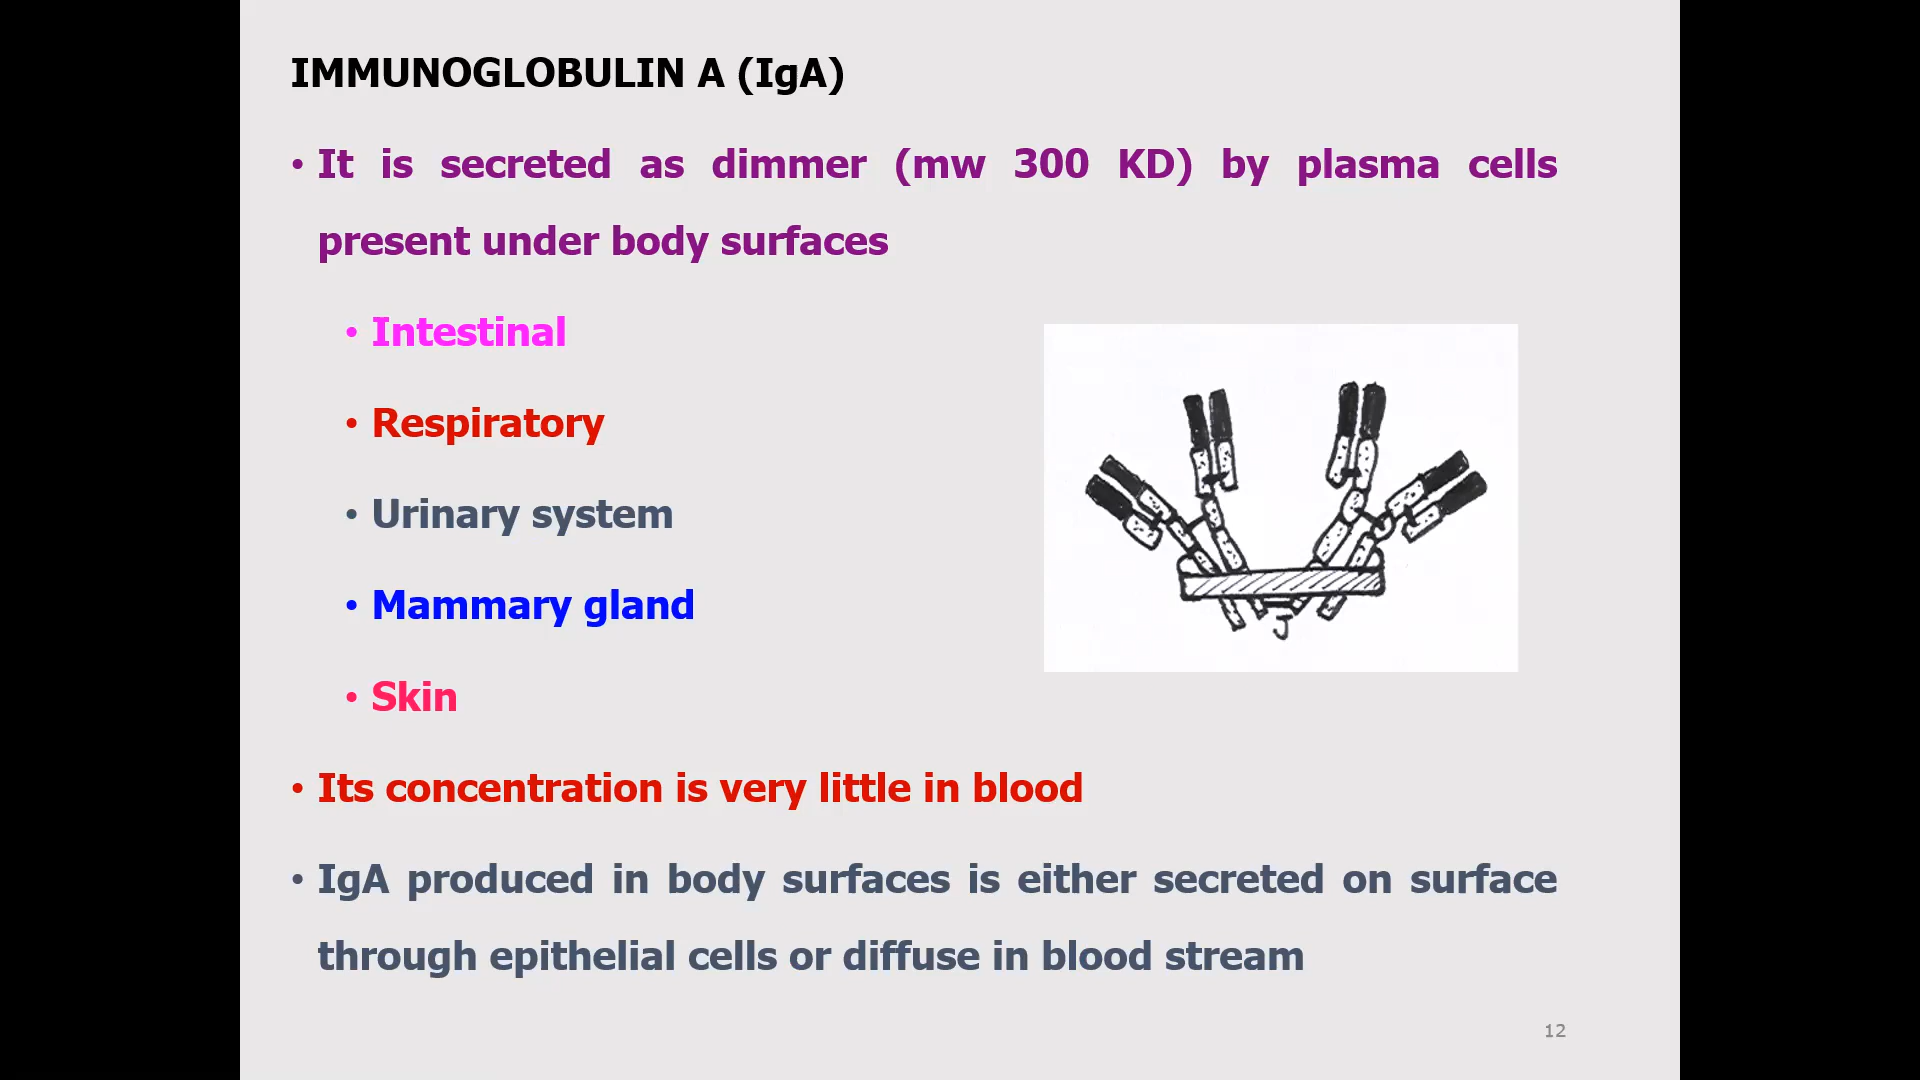 IMMUNOGLOBULIN A (IgA)
• It is secreted as dimmer (mw 300 KD) by plasma cells
present under body surfaces
• Intestinal
• Respiratory
• Urinary system
• Mammary gland
• Skin
J
• Its concentration is very little in blood
• IgA produced in body surfaces is either secreted on surface
through epithelial cells or diffuse in blood stream
12